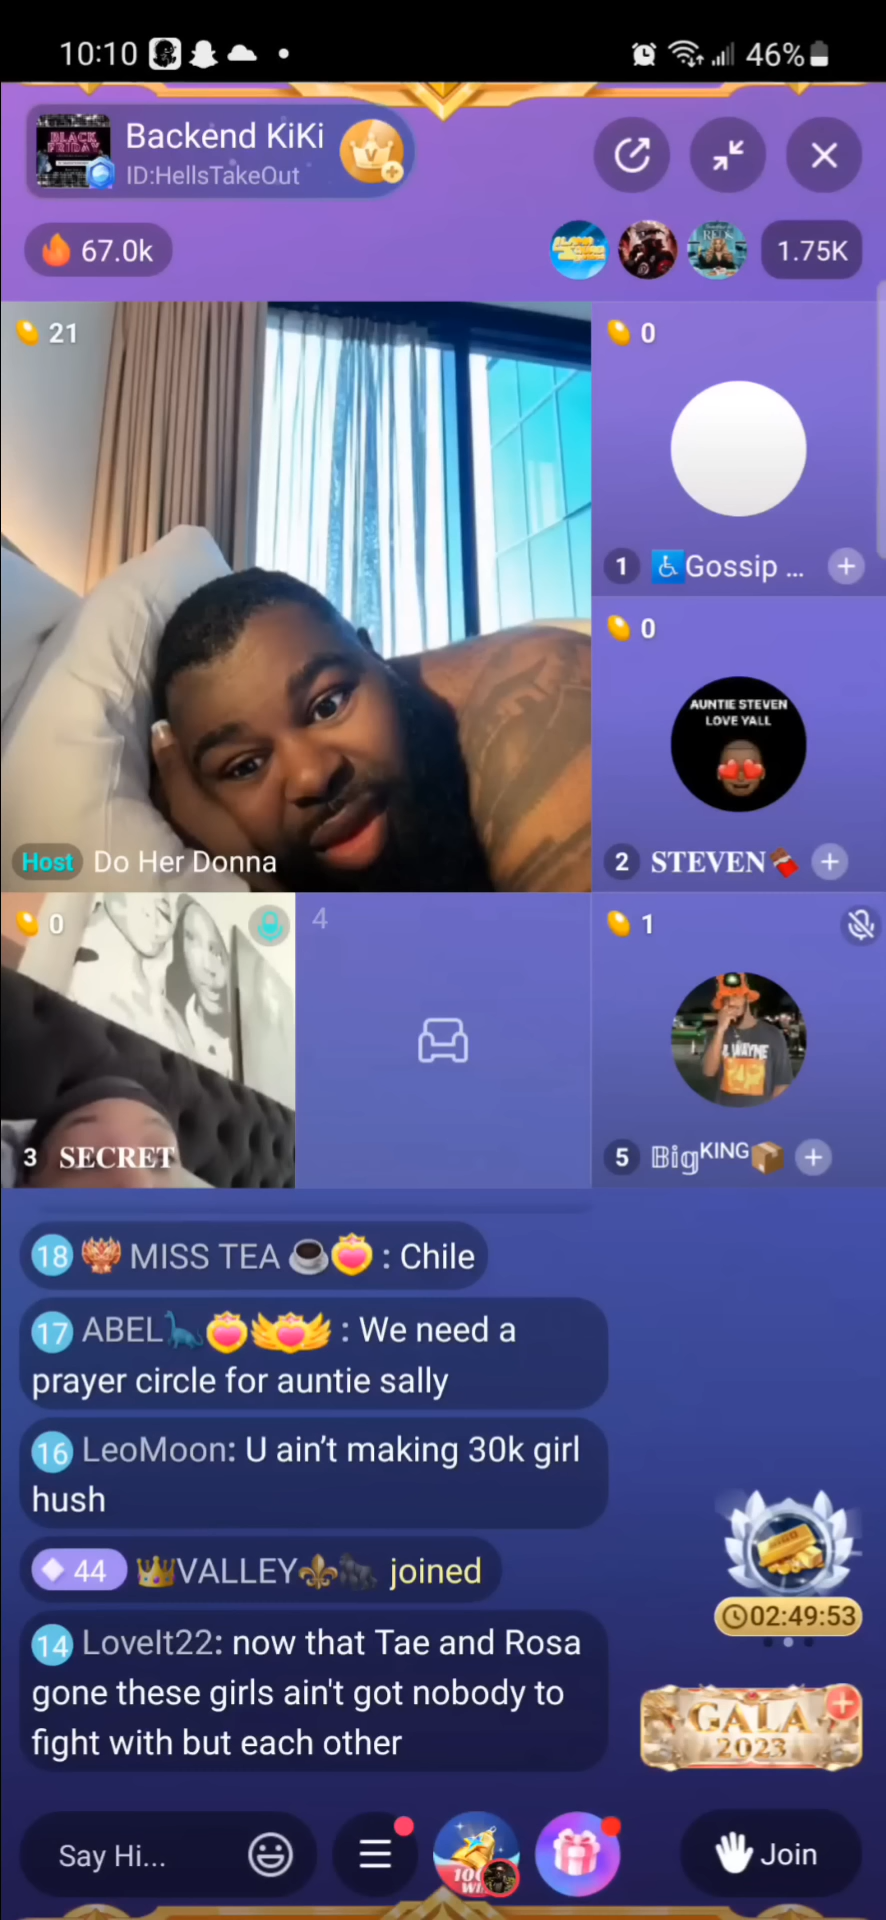 10:10
46%
BLACK
FRIDAY
Backend KiKi
ID:HellsTakeOut
67.0k
1.75K
21
0
1 ♿Gossip ...
0
AUNTIE STEVEN
LOVE YALL
Host Do Her Donna
2 STEVEN🍫
0
4
1
3 SECRET
5 𝔹𝕚𝕘ᴷᴵᴺᴳ📦
18 MISS TEA ☕💗 : Chile
17 ABEL🦕 : We need a
prayer circle for auntie sally
16 LeoMoon: U ain't making 30k girl
hush
44 👑VALLEY⚜️🦍 joined
02:49:53
14 LoveIt22: now that Tae and Rosa
gone these girls ain't got nobody to
fight with but each other
GALA
2023
Say Hi...
Join